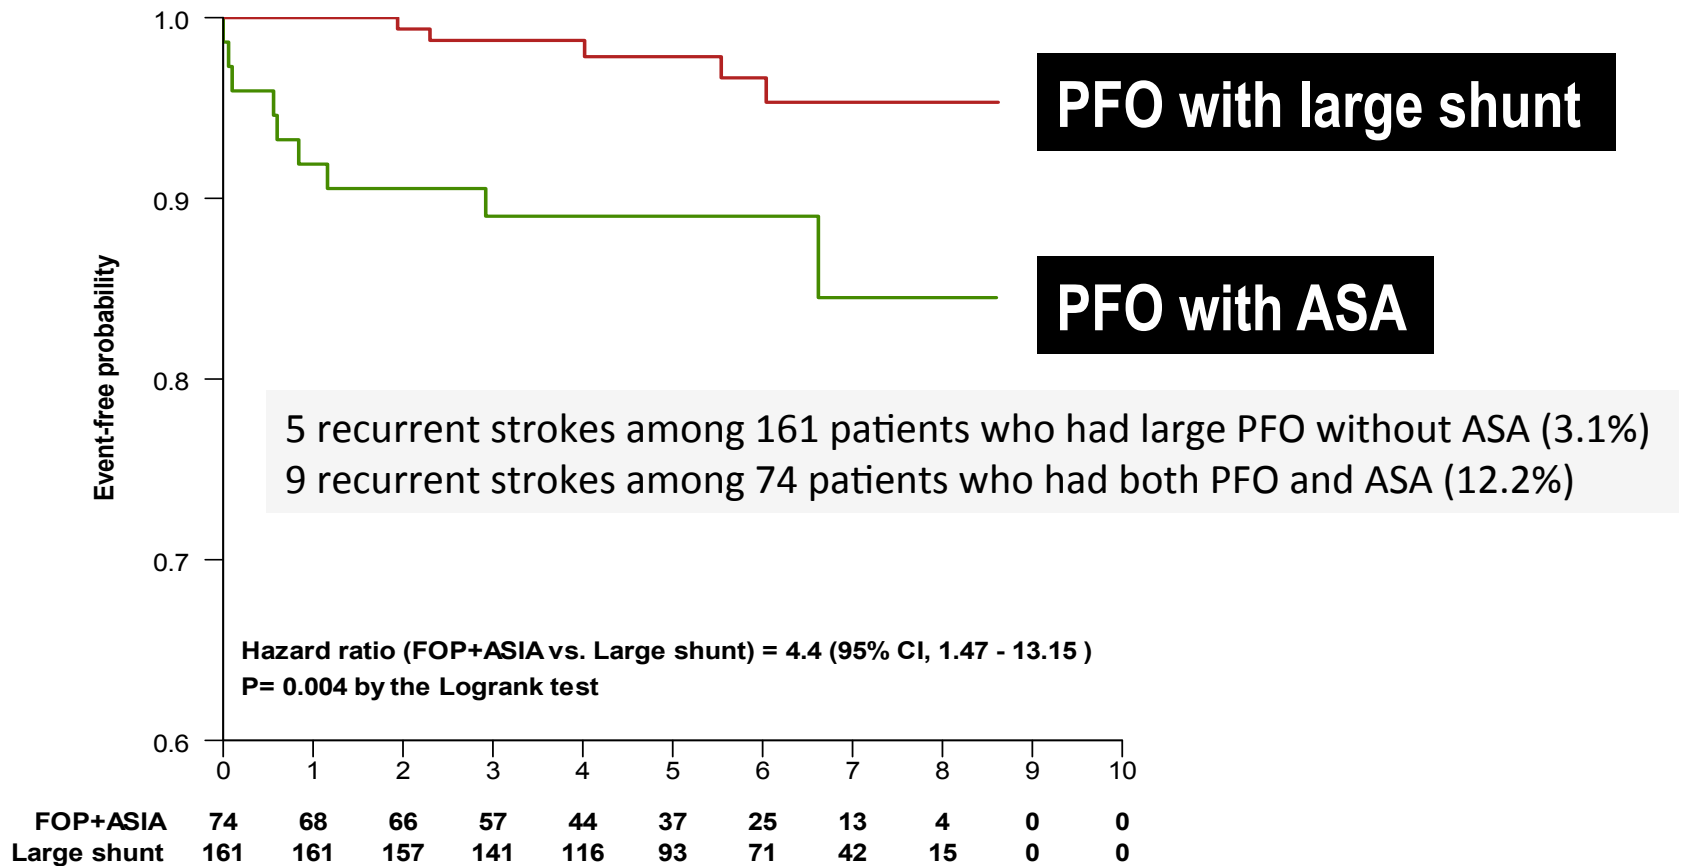 1.0
PFO with large shunt
0.9
PFO with ASA
Event-free probability
0.8
5 recurrent strokes among 161 patients who had large PFO without ASA (3.1%)
9 recurrent strokes among 74 patients who had both PFO and ASA (12.2%)
0.7
Hazard ratio (FOP+ASIA vs. Large shunt) = 4.4 (95% CI, 1.47 - 13.15 )
P= 0.004 by the Logrank test
0.6
0 1 2 3 4 5 6 7 8 9 10
FOP+ASIA 74 68 66 57 44 37 25 13 4 0 0
Large shunt 161 161 157 141 116 93 71 42 15 0 0